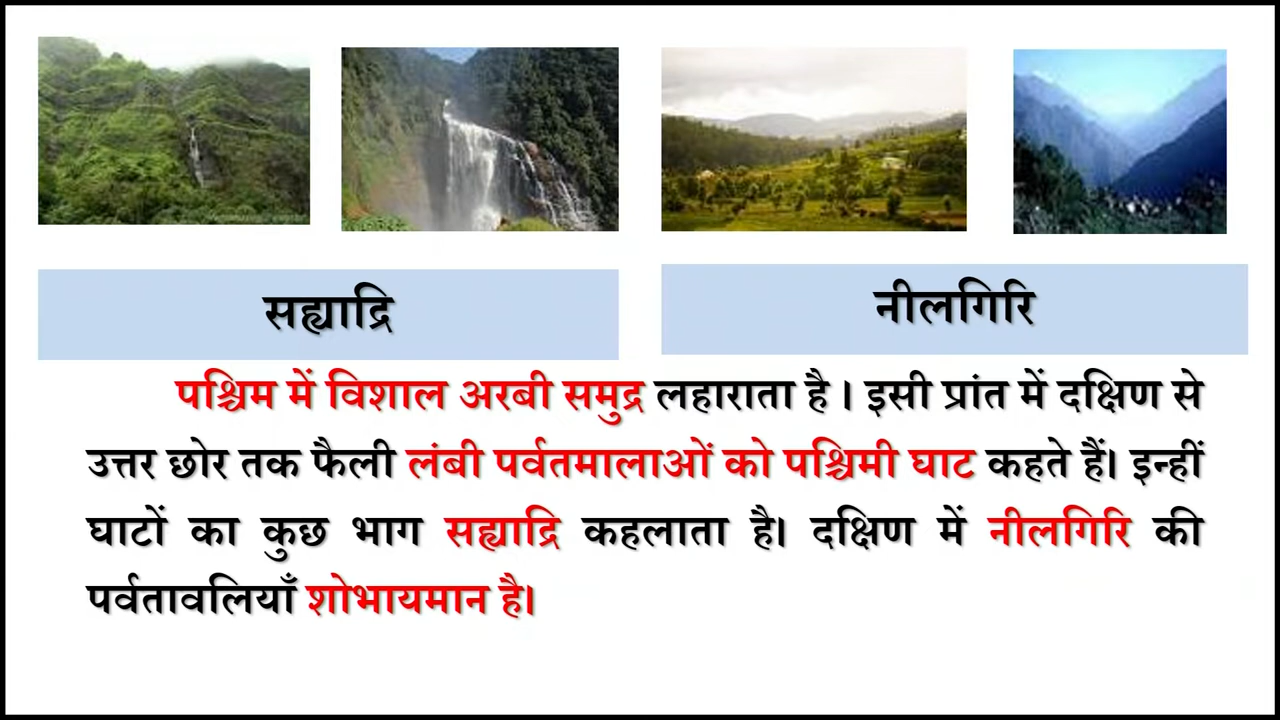 सह्याद्रि
नीलगिरि
पश्चिम में विशाल अरबी समुद्र लहाराता है । इसी प्रांत में दक्षिण से
उत्तर छोर तक फैली लंबी पर्वतमालाओं को पश्चिमी घाट कहते हैं। इन्हीं
घाटों का कुछ भाग सह्याद्रि कहलाता है। दक्षिण में नीलगिरि की
पर्वतावलियाँ शोभायमान है।